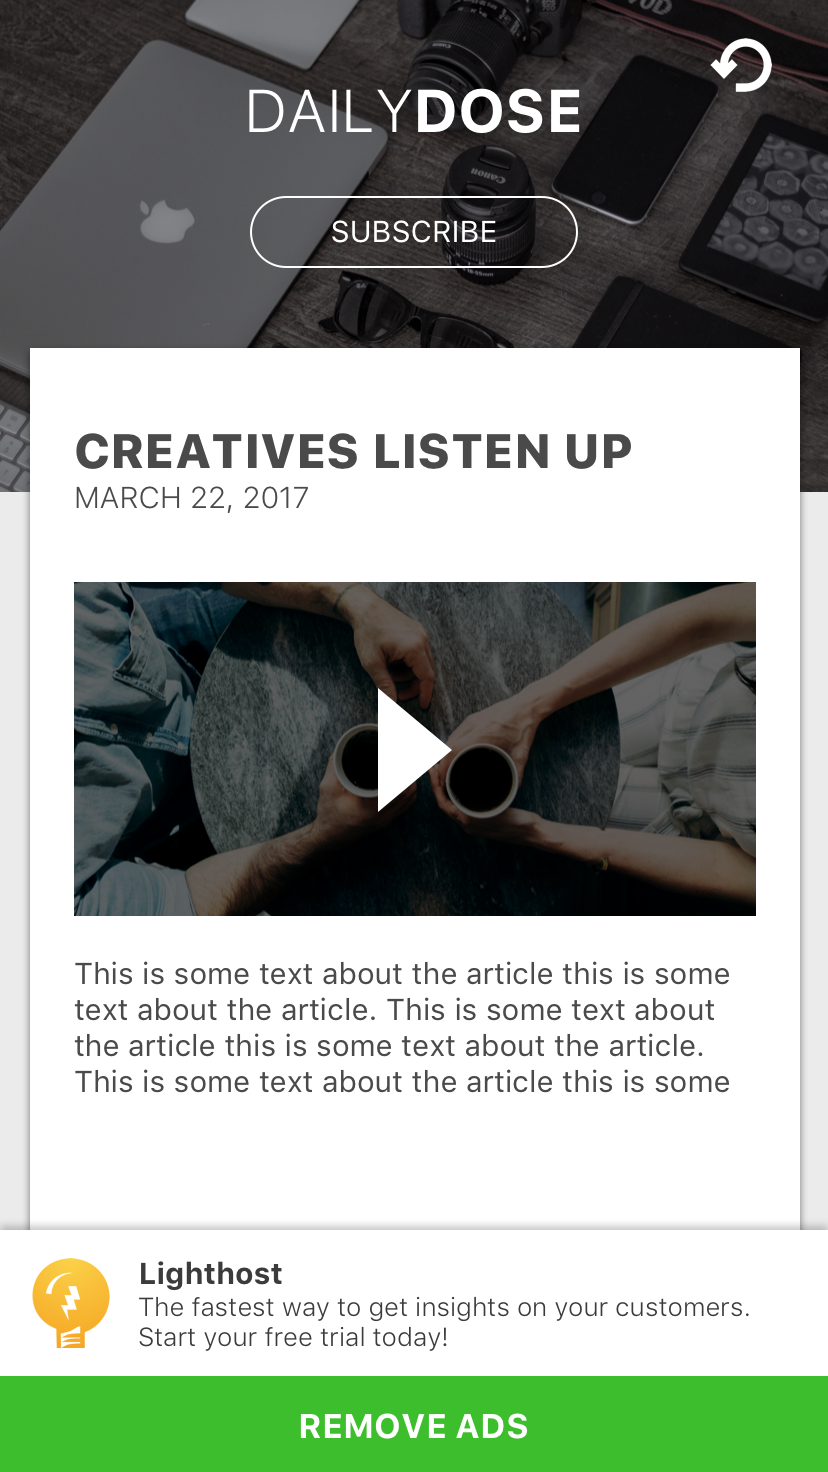 DAILYDOSE
SUBSCRIBE
Canon
18-55mm
CREATIVES LISTEN UP
MARCH 22, 2017
This is some text about the article this is some
text about the article. This is some text about
the article this is some text about the article.
This is some text about the article this is some
Lighthost
The fastest way to get insights on your customers.
Start your free trial today!
REMOVE ADS